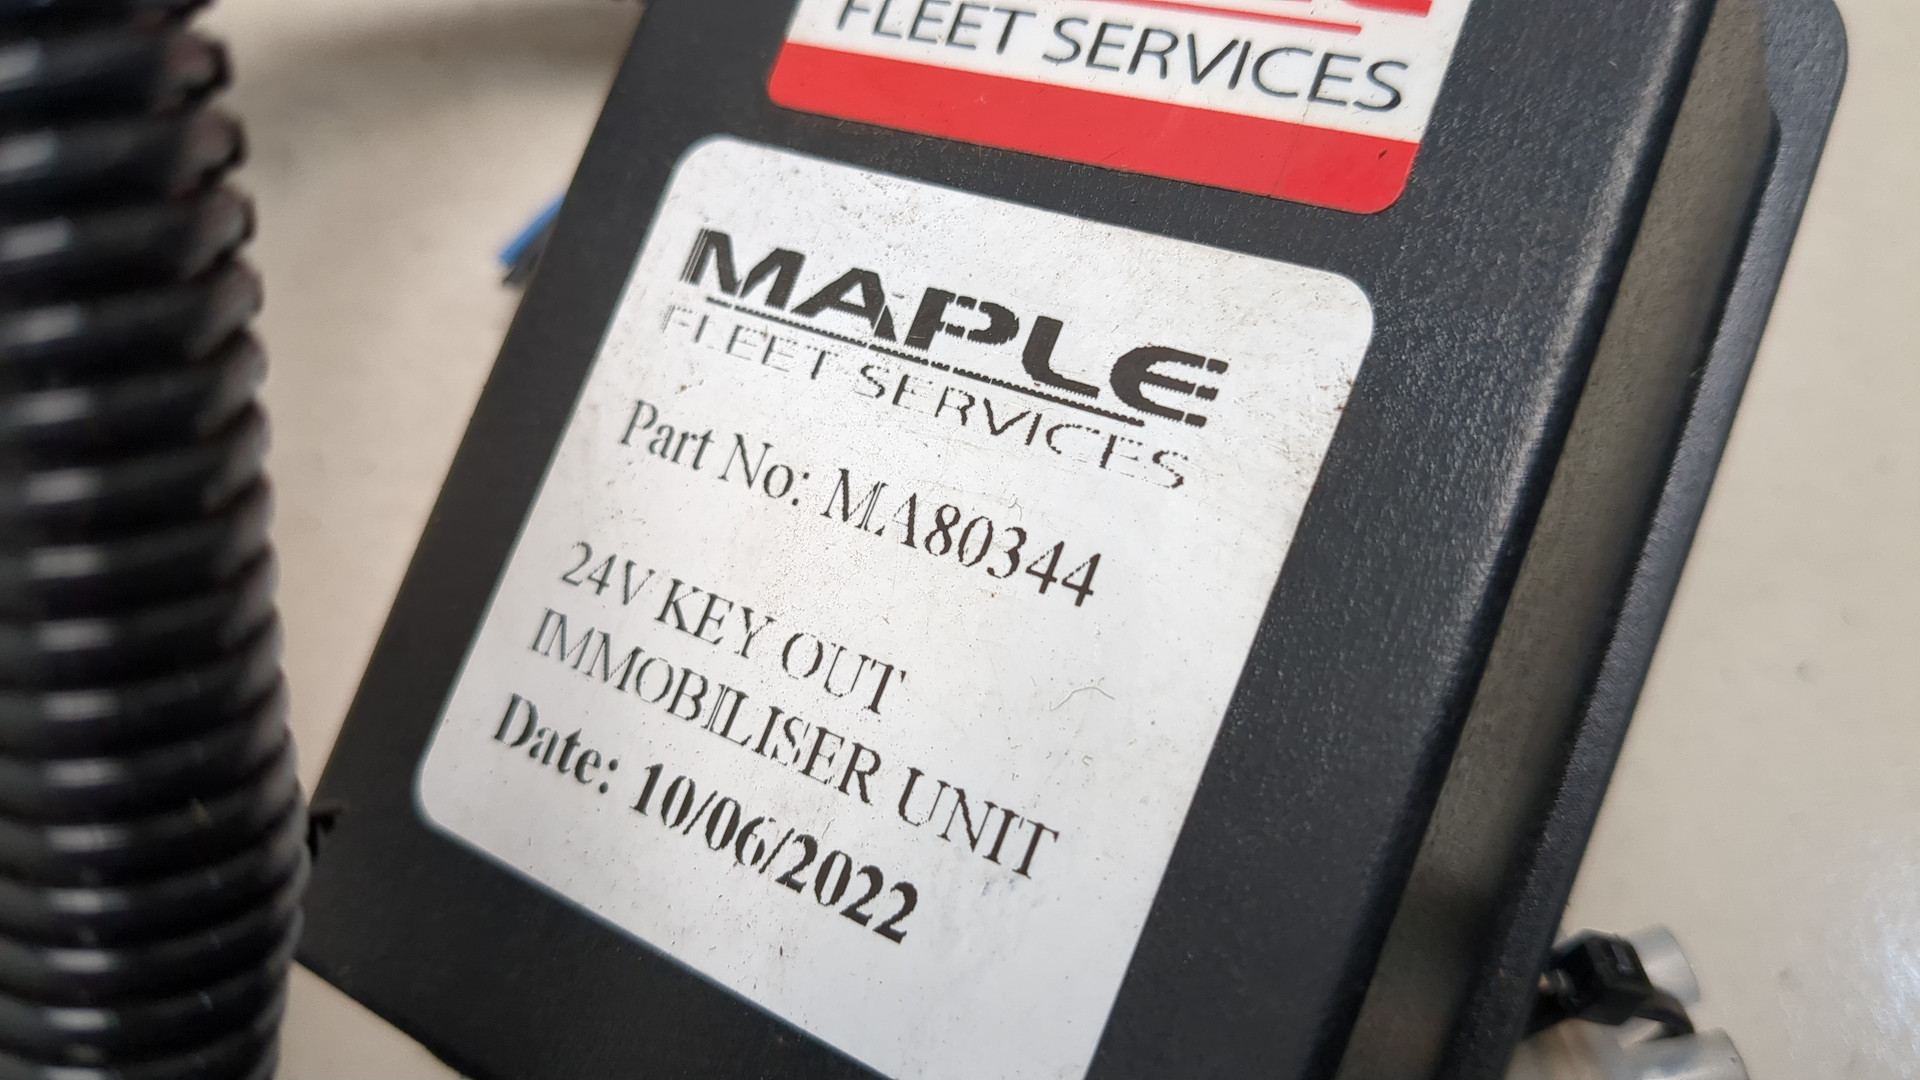 FLEET SERVICES
MAPLE
FLEET SERVICES
Part No: MA80344
24V KEY OUT
IMMOBILISER UNIT
Date: 10/06/2022